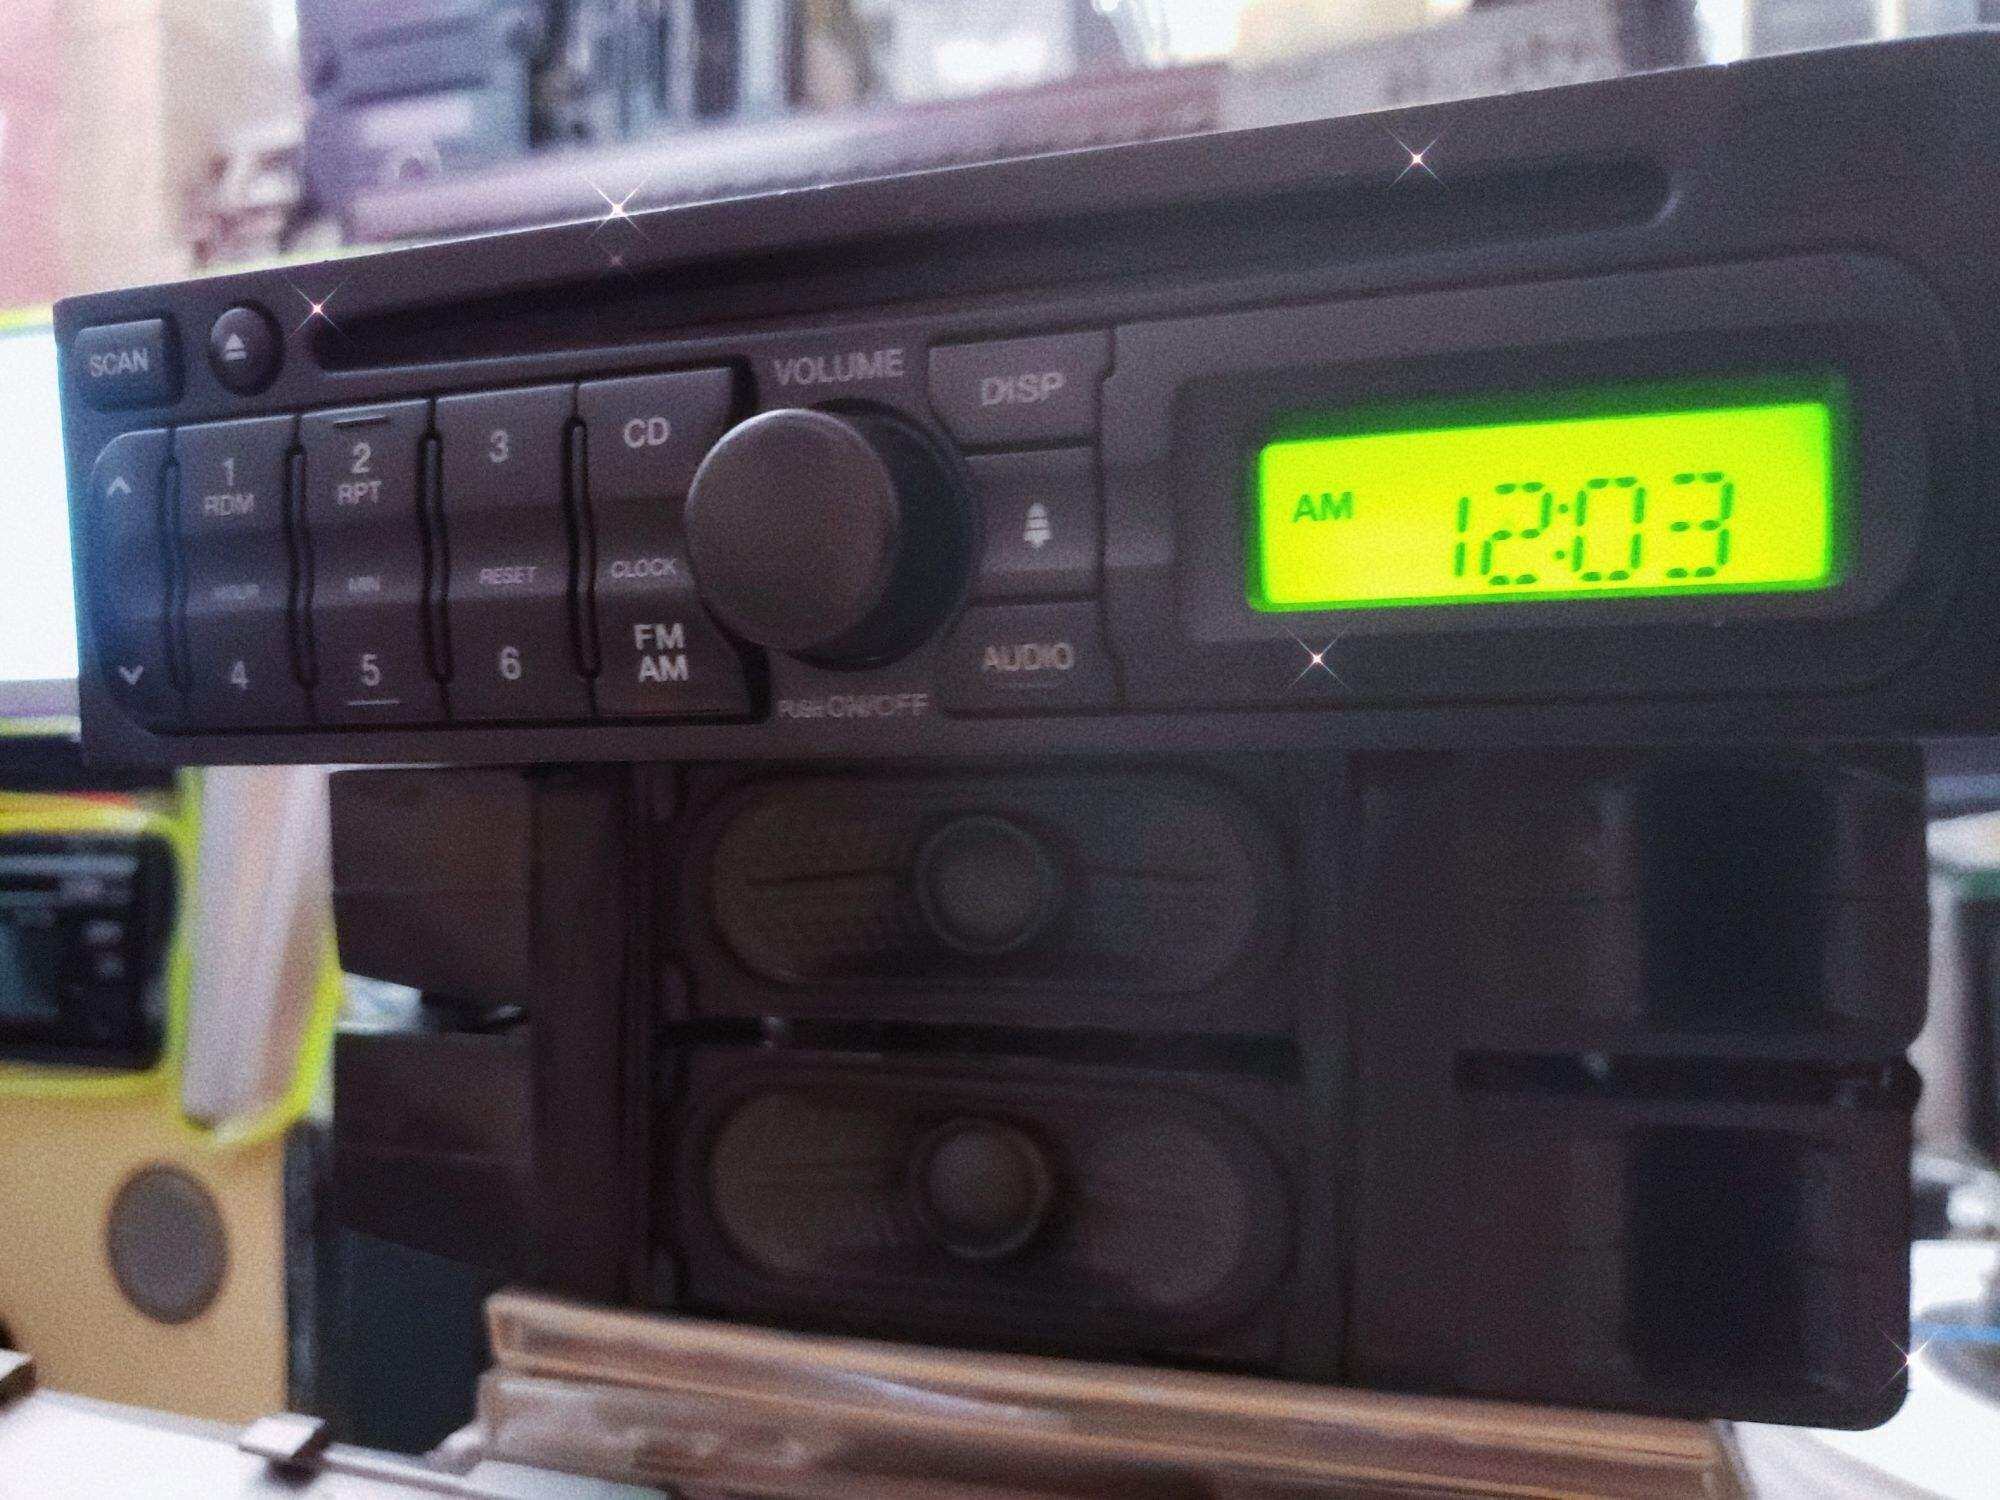 SCAN
VOLUME
DISP
1
RDM
2
RPT
3
CD
AM 12:03
HOUR
MIN
RESET
CLOCK
4
5
6
FM
AM
AUDIO
PUSH ON/OFF